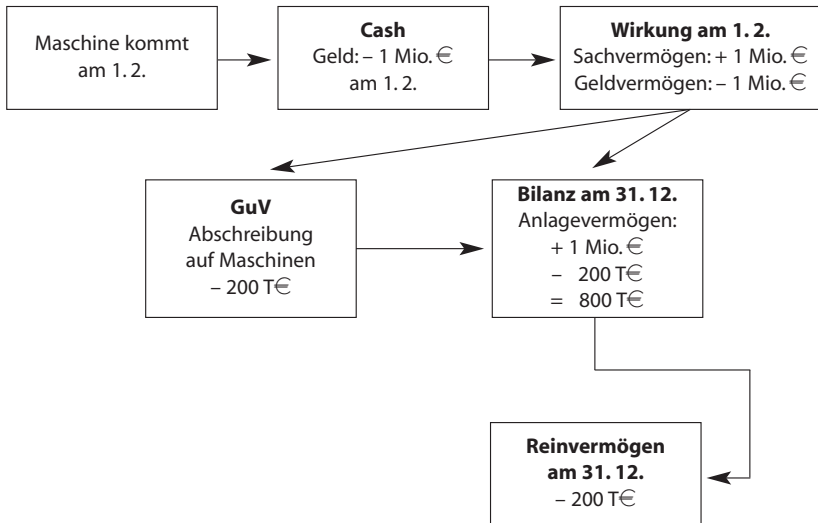 Maschine kommt
am 1. 2.
Cash
Geld: – 1 Mio. €
am 1. 2.
Wirkung am 1. 2.
Sachvermögen: + 1 Mio. €
Geldvermögen: – 1 Mio. €
GuV
Abschreibung
auf Maschinen
– 200 T€
Bilanz am 31. 12.
Anlagevermögen:
+ 1 Mio. €
– 200 T€
= 800 T€
Reinvermögen
am 31. 12.
– 200 T€